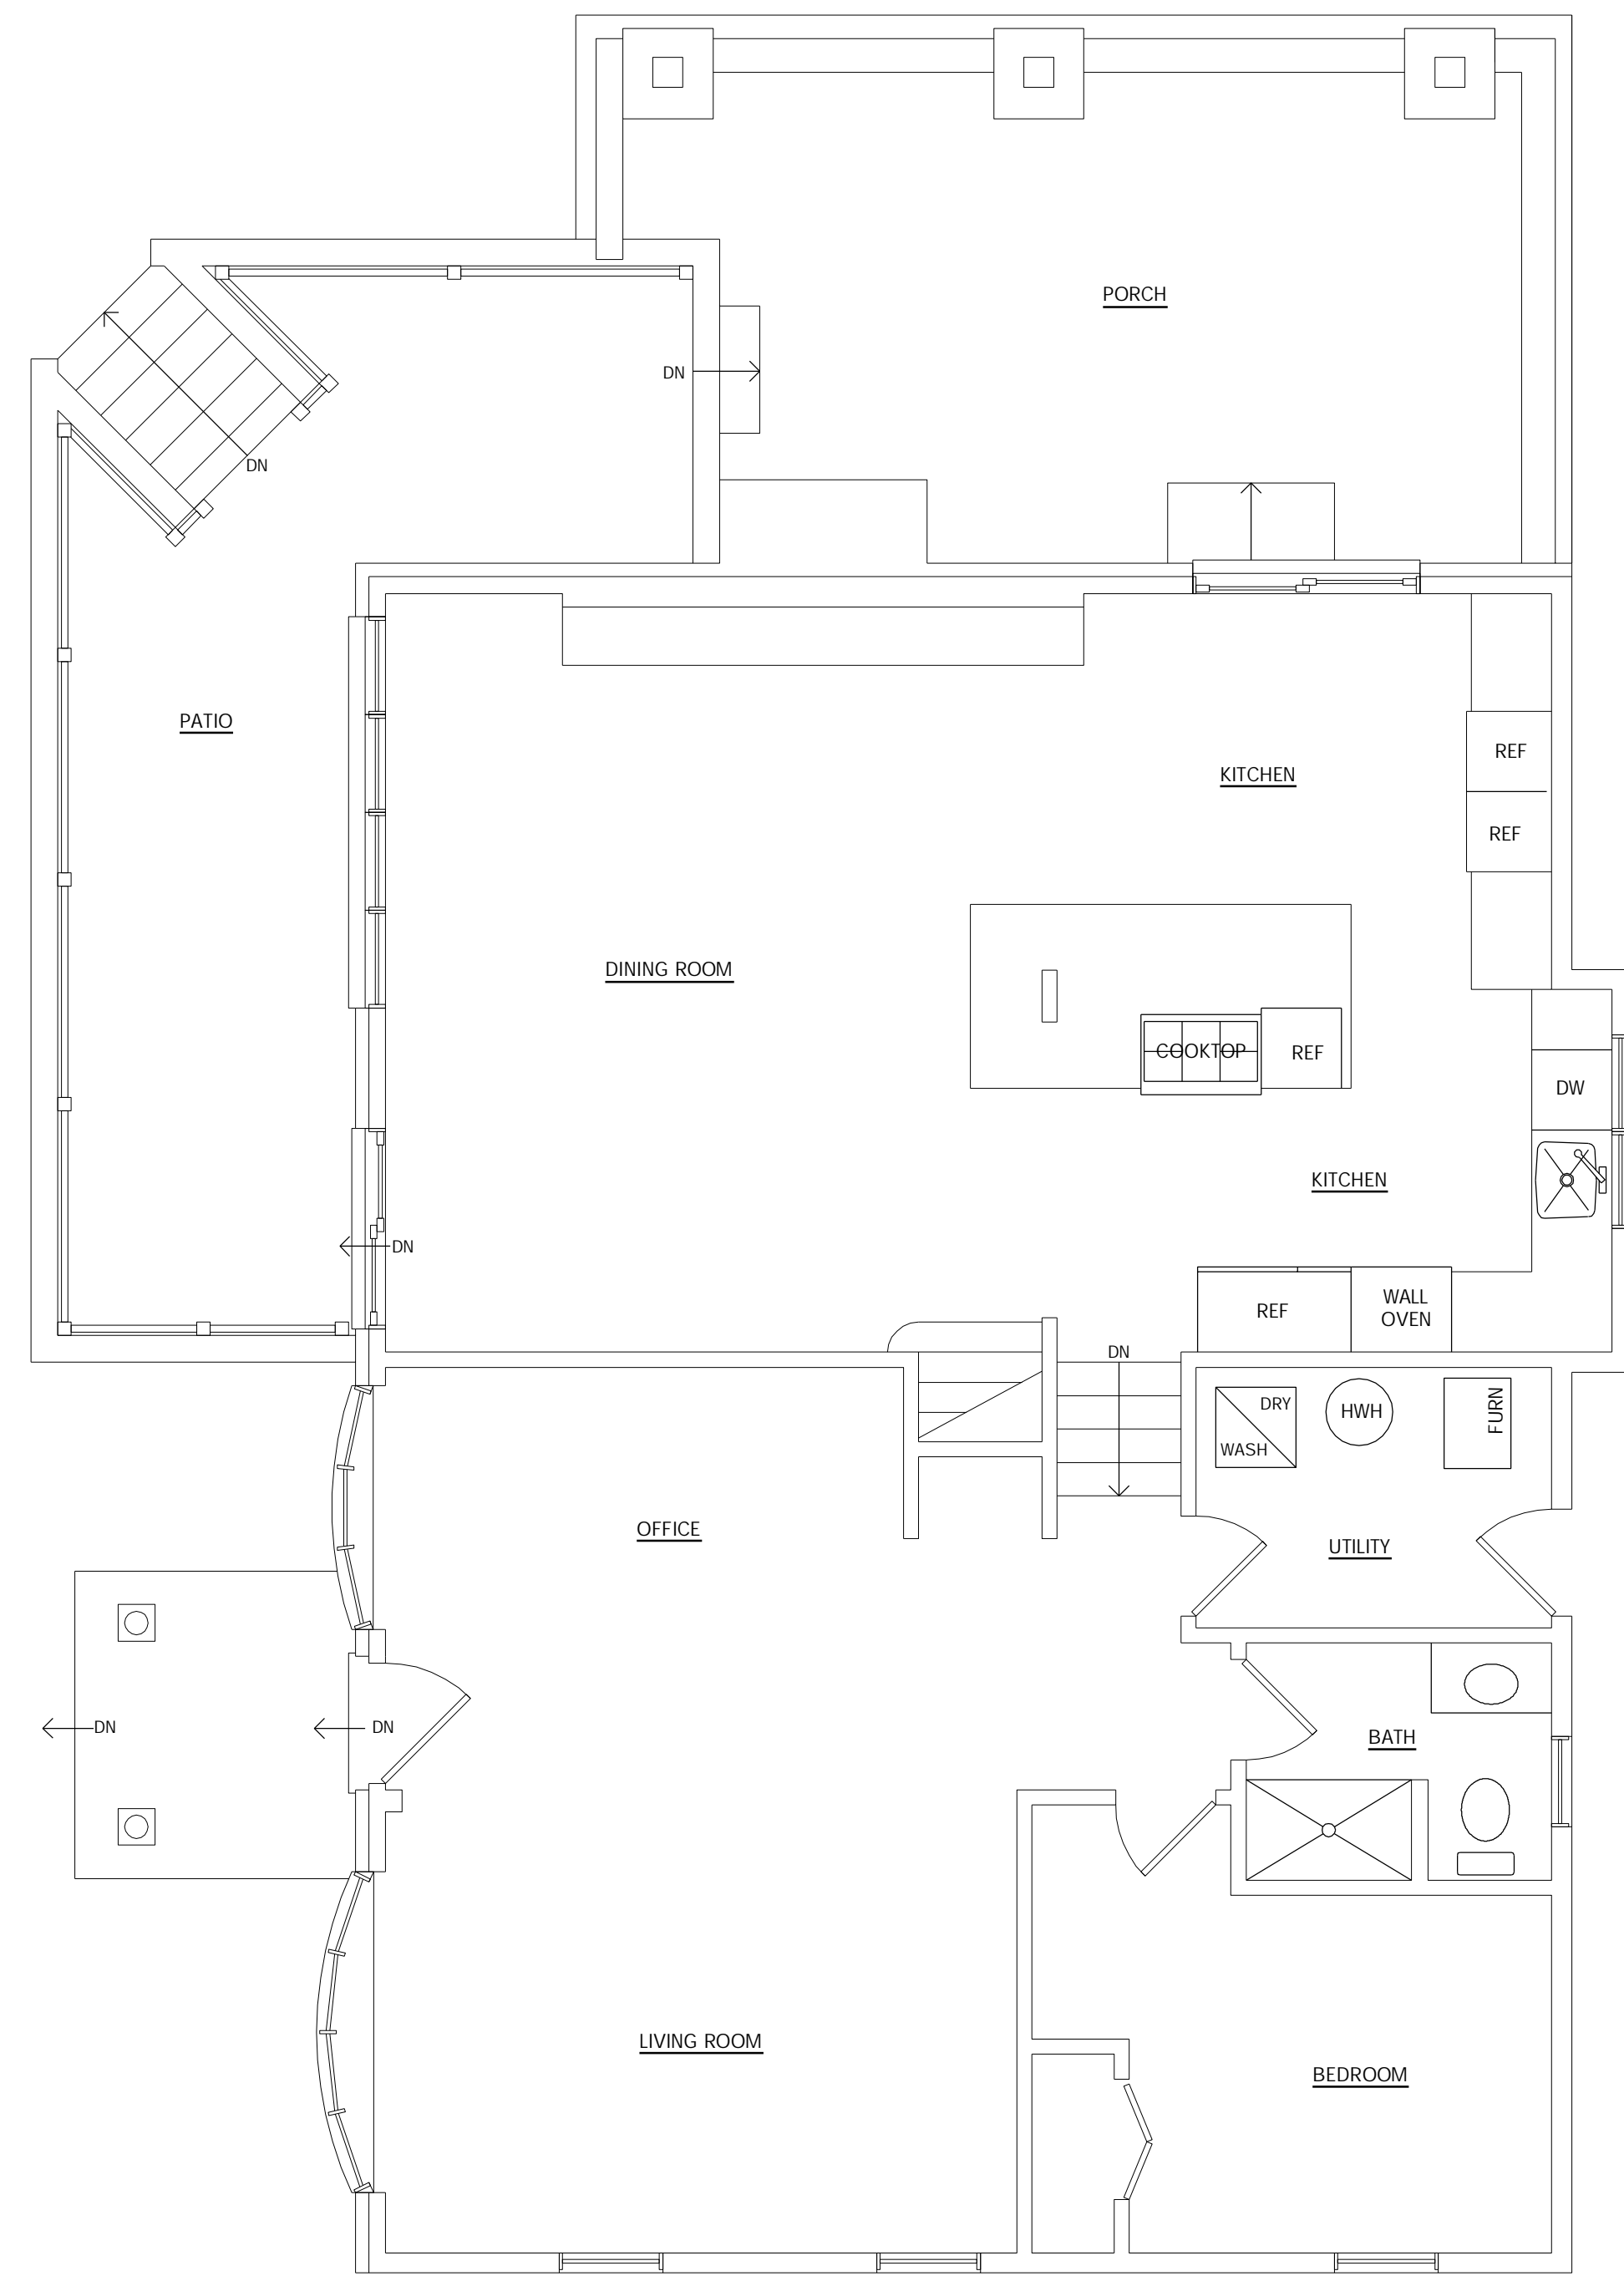 PORCH
DN
DN
PATIO
KITCHEN
REF
REF
DINING ROOM
COOKTOP
REF
DW
KITCHEN
DN
REF
WALL
OVEN
DN
DRY
WASH
HWH
FURN
OFFICE
UTILITY
DN
DN
BATH
LIVING ROOM
BEDROOM